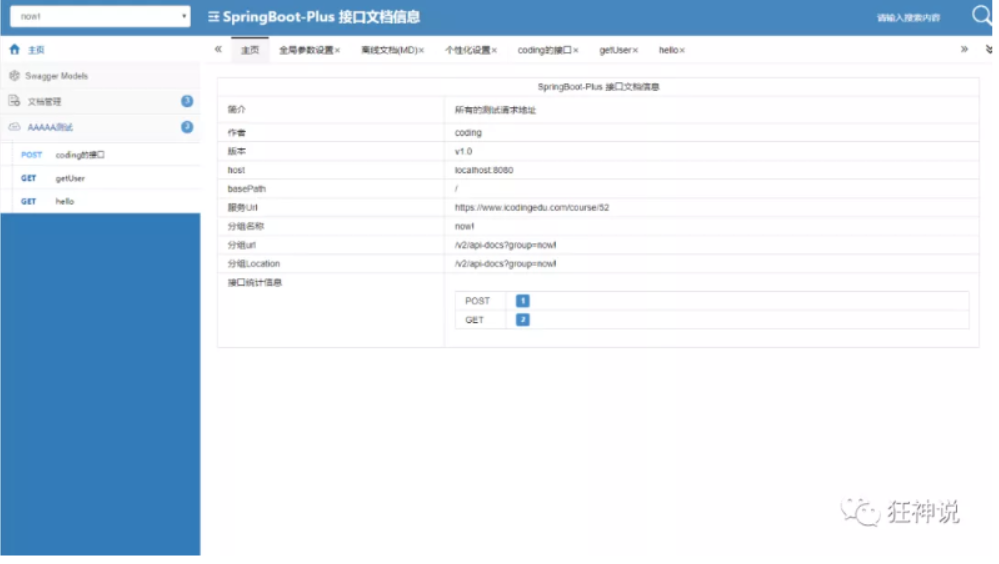 now!
SpringBoot-Plus 接口文档信息
请输入搜索内容
主页
Swagger Models
文档管理 3
AAAAA测试 3
POST coding的接口
GET getUser
GET hello
主页 全局参数设置× 离线文档(MD)× 个性化设置× coding的接口× getUser× hello×
SpringBoot-Plus 接口文档信息
简介 所有的测试请求地址
作者 coding
版本 v1.0
host localhost:8080
basePath /
服务Url https://www.icodingedu.com/course/52
分组名称 now!
分组url /v2/api-docs?group=now!
分组Location /v2/api-docs?group=now!
接口统计信息
POST 1
GET 2
狂神说